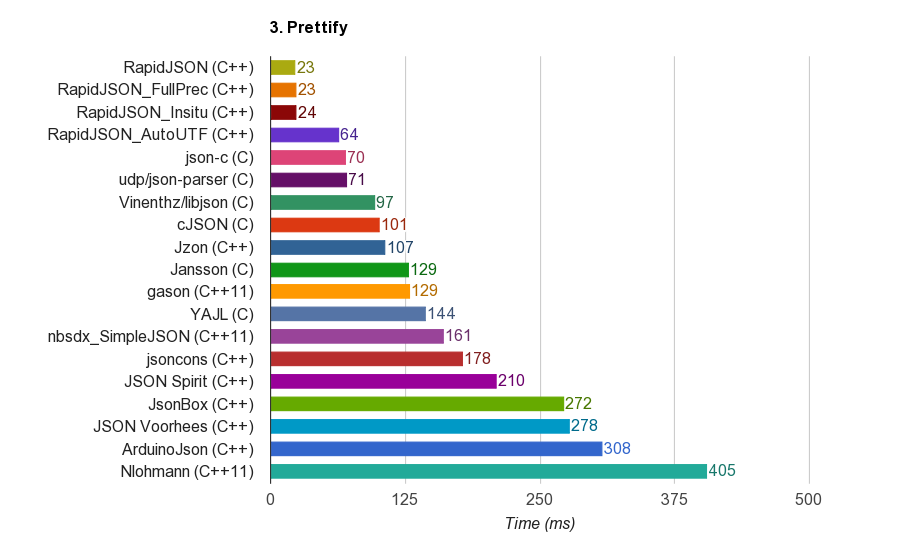 3. Prettify
RapidJSON (C++) 23
RapidJSON_FullPrec (C++) 23
RapidJSON_Insitu (C++) 24
RapidJSON_AutoUTF (C++) 64
json-c (C) 70
udp/json-parser (C) 71
Vinenthz/libjson (C) 97
cJSON (C) 101
Jzon (C++) 107
Jansson (C) 129
gason (C++11) 129
YAJL (C) 144
nbsdx_SimpleJSON (C++11) 161
jsoncons (C++) 178
JSON Spirit (C++) 210
JsonBox (C++) 272
JSON Voorhees (C++) 278
ArduinoJson (C++) 308
Nlohmann (C++11) 405
0 125 250 375 500
Time (ms)